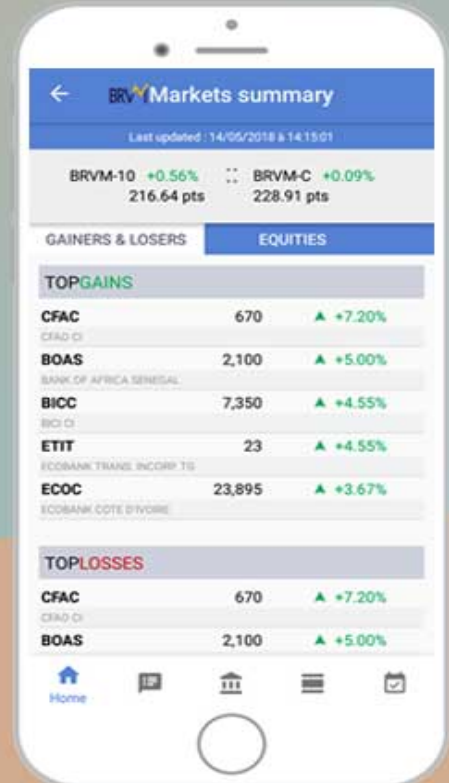 BRVM Markets summary
Last updated : 14/05/2018 à 14:15:01
BRVM-10 +0.56% BRVM-C +0.09%
216.64 pts 228.91 pts
GAINERS & LOSERS EQUITIES
TOPGAINS
CFAC 670 ▲ +7.20%
CFAO CI
BOAS 2,100 ▲ +5.00%
BANK OF AFRICA SENEGAL
BICC 7,350 ▲ +4.55%
BICI CI
ETIT 23 ▲ +4.55%
ECOBANK TRANS. INCORP. TG
ECOC 23,895 ▲ +3.67%
ECOBANK COTE D'IVOIRE
TOPLOSSES
CFAC 670 ▲ +7.20%
CFAO CI
BOAS 2,100 ▲ +5.00%
Home